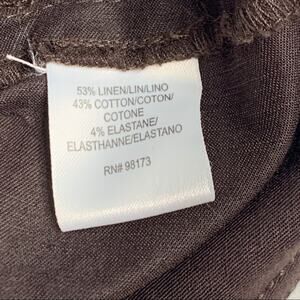 53% LINEN/LIN/LINO
43% COTTON/COTON/
COTONE
4% ELASTANE/
ELASTHANNE/ELASTANO
RN# 98173